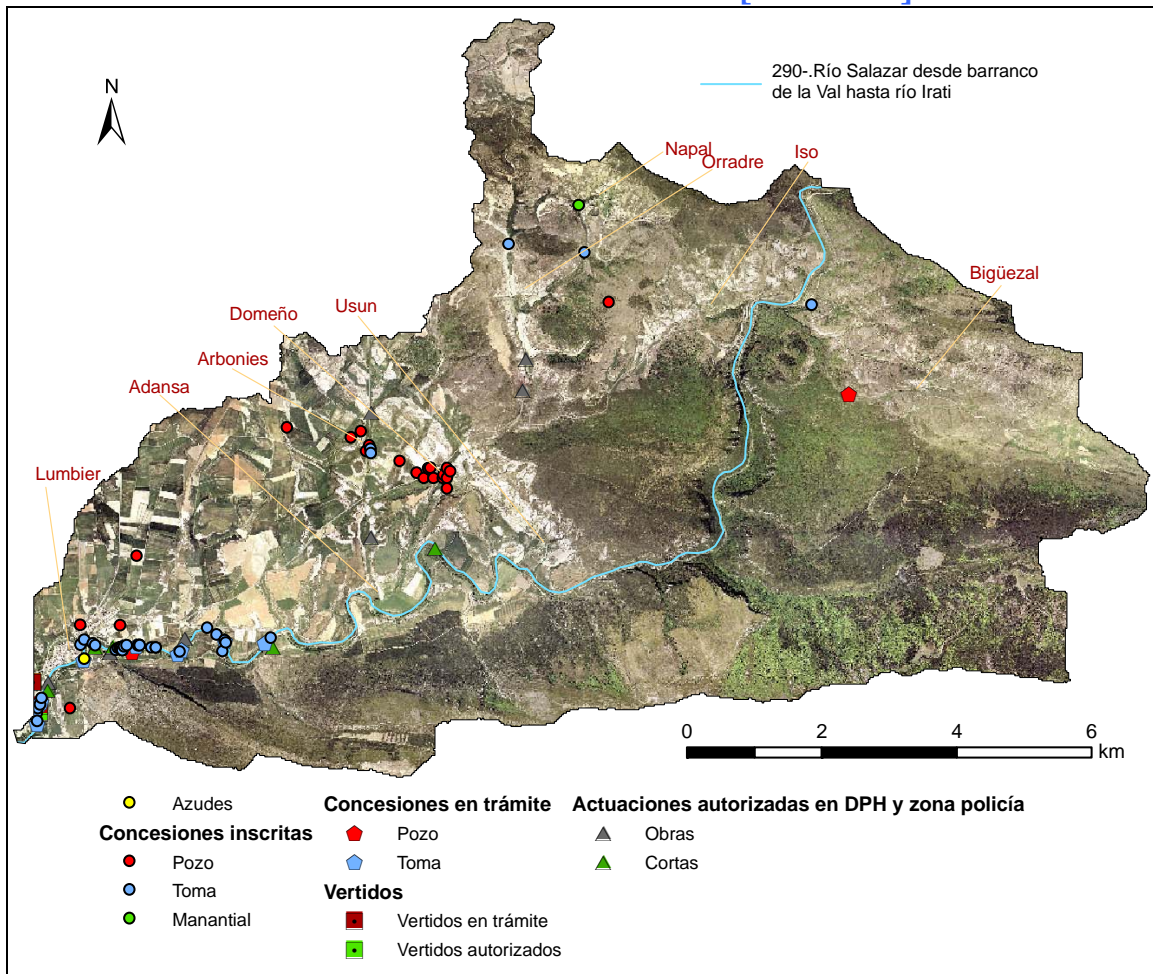 290-.Río Salazar desde barranco
de la Val hasta río Irati
N
Napal
Orradre
Iso
Bigüezal
Usun
Domeño
Arbonies
Adansa
Lumbier
0 2 4 6
km
Azudes
Concesiones inscritas
Pozo
Toma
Manantial
Concesiones en trámite
Pozo
Toma
Vertidos
Vertidos en trámite
Vertidos autorizados
Actuaciones autorizadas en DPH y zona policía
Obras
Cortas